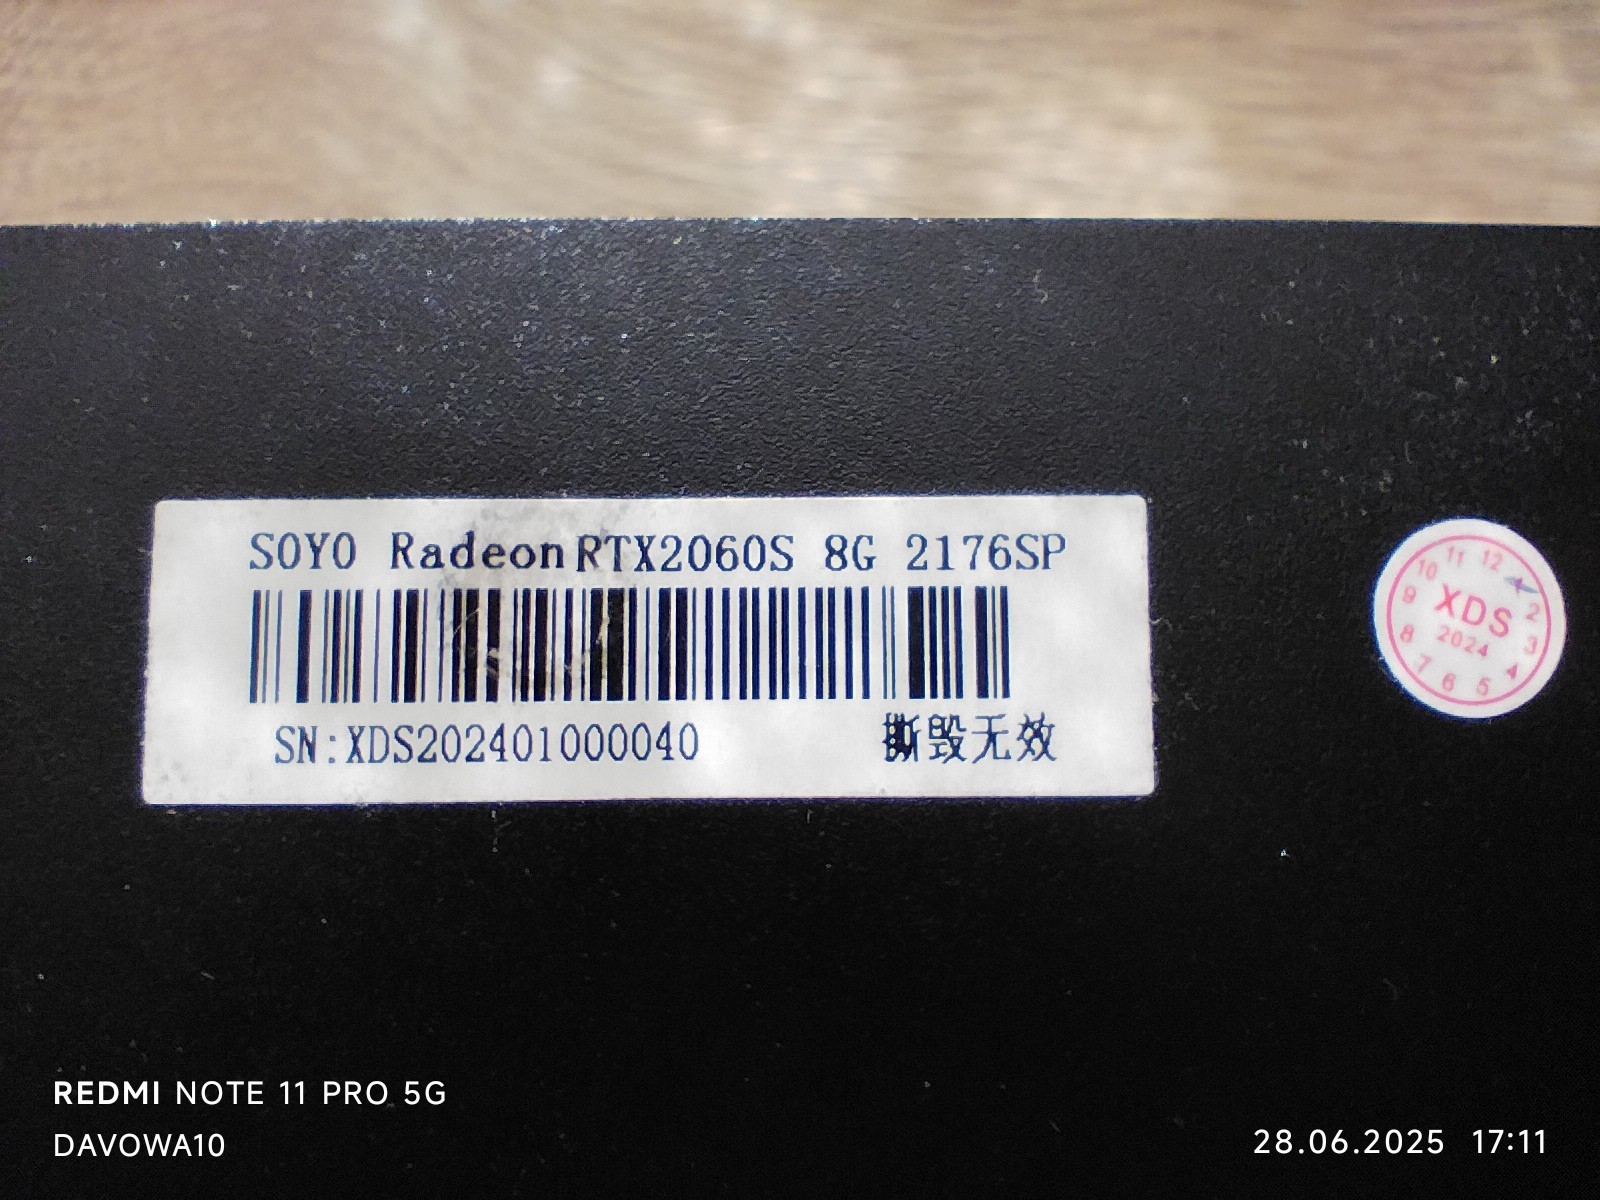 SOYO Radeon RTX2060S 8G 2176SP
SN:XDS202401000040
撕毁无效
11 12
10 2
9 XDS 3
8 2024 4
7 6 5
REDMI NOTE 11 PRO 5G
DAVOWA10
28.06.2025 17:11